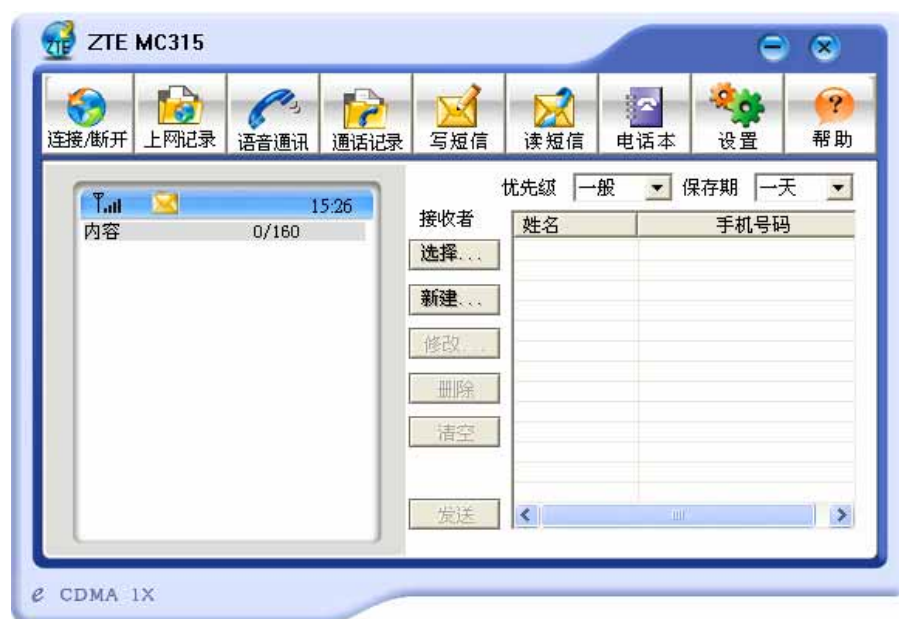 ZTE ZTE MC315
连接/断开 上网记录 语音通讯 通话记录 写短信 读短信 电话本 设置 帮助
优先级 一般 保存期 一天
15:26
内容 0/160
接收者
姓名 手机号码
选择...
新建...
修改...
删除
清空
发送
e CDMA 1X